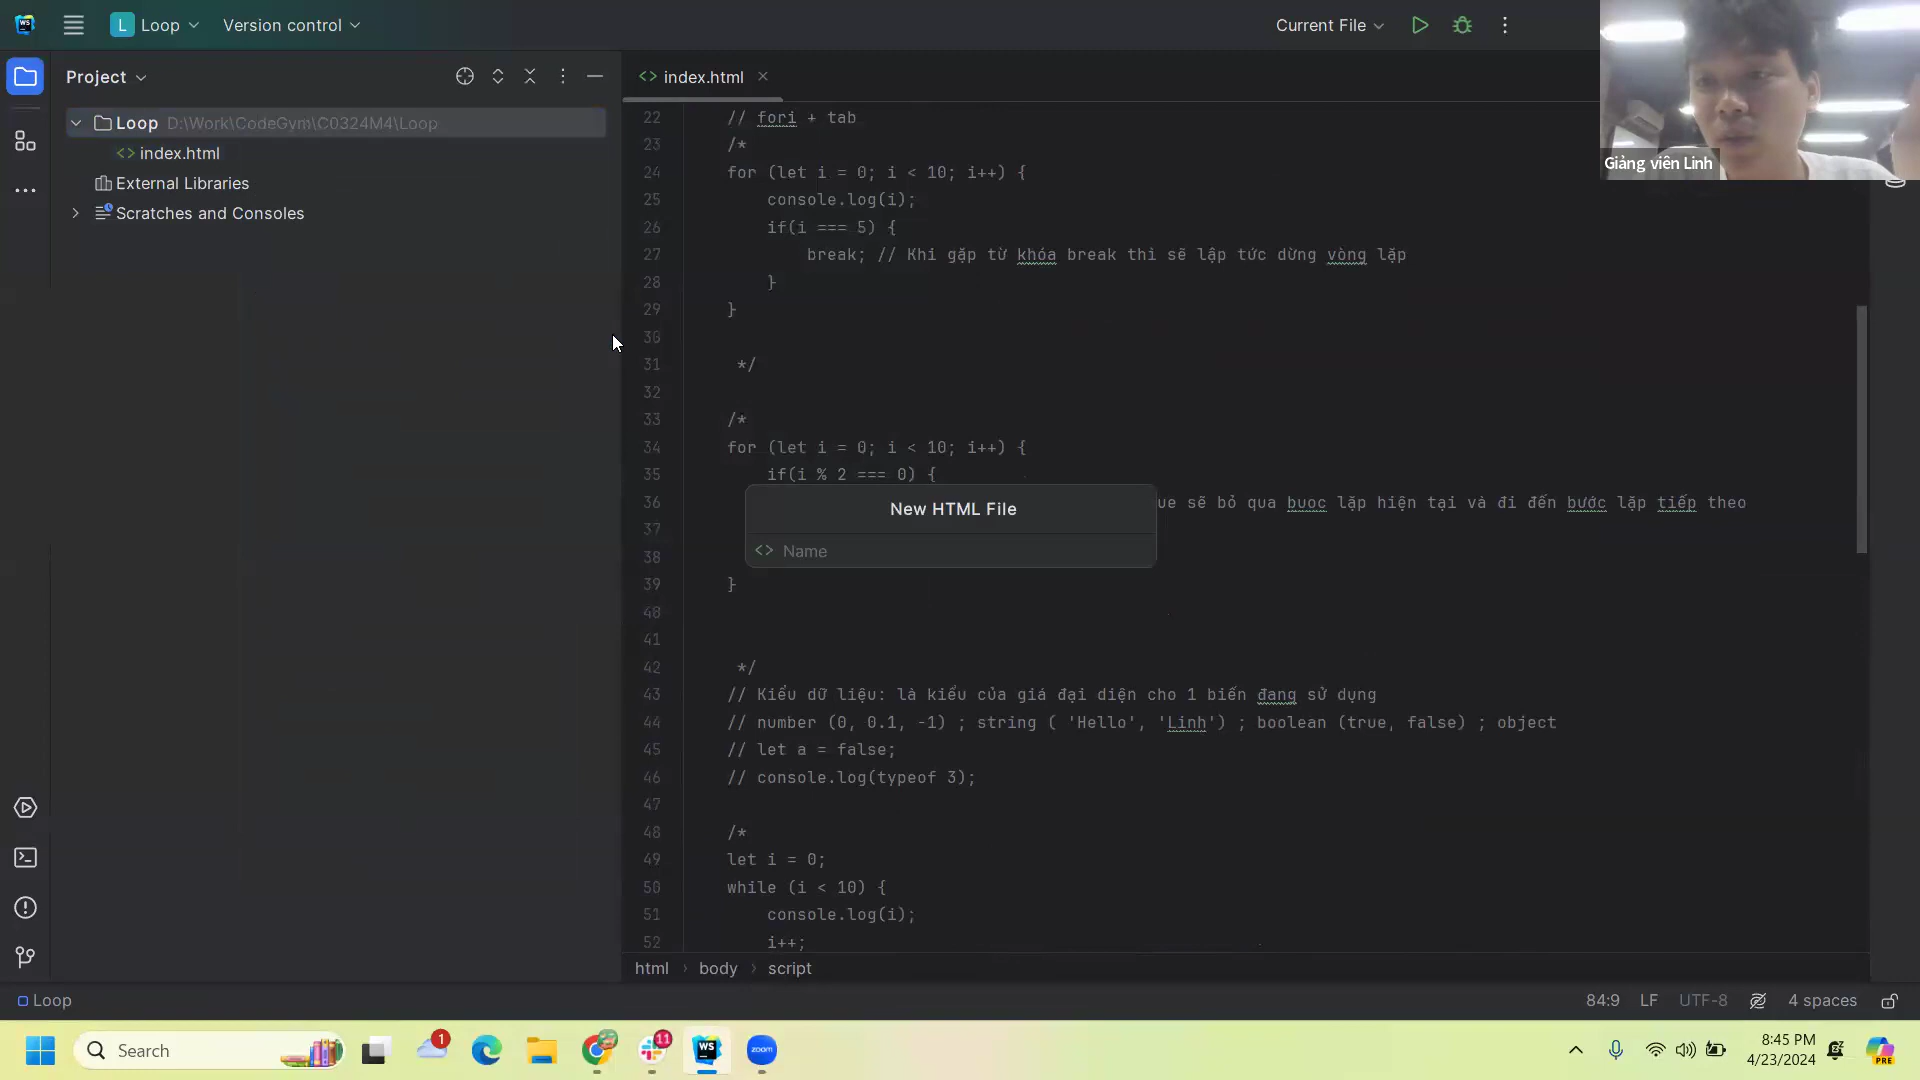 L Loop
Version control
Current File
Project
index.html
Loop D:\Work\CodeGym\C0324M4\Loop
index.html
External Libraries
Scratches and Consoles
22 // fori + tab
23 /*
24 for (let i = 0; i < 10; i++) {
25 console.log(i);
26 if(i === 5) {
27 break; // Khi gặp từ khóa break thì sẽ lập tức dừng vòng lặp
28 }
29 }
30
31 */
32
33 /*
34 for (let i = 0; i < 10; i++) {
35 if(i % 2 === 0) {
36 ue sẽ bỏ qua buoc lặp hiện tại và đi đến bước lặp tiếp theo
37
38
39 }
40
41
42 */
43 // Kiểu dữ liệu: là kiểu của giá đại diện cho 1 biến đang sử dụng
44 // number (0, 0.1, -1) ; string ( 'Hello', 'Linh') ; boolean (true, false) ; object
45 // let a = false;
46 // console.log(typeof 3);
47
48 /*
49 let i = 0;
50 while (i < 10) {
51 console.log(i);
52 i++;
New HTML File
Name
Giảng viên Linh
html › body › script
Loop
84:9 LF UTF-8 4 spaces
Search
1
11
WS
zoom
8:45 PM
4/23/2024
PRE